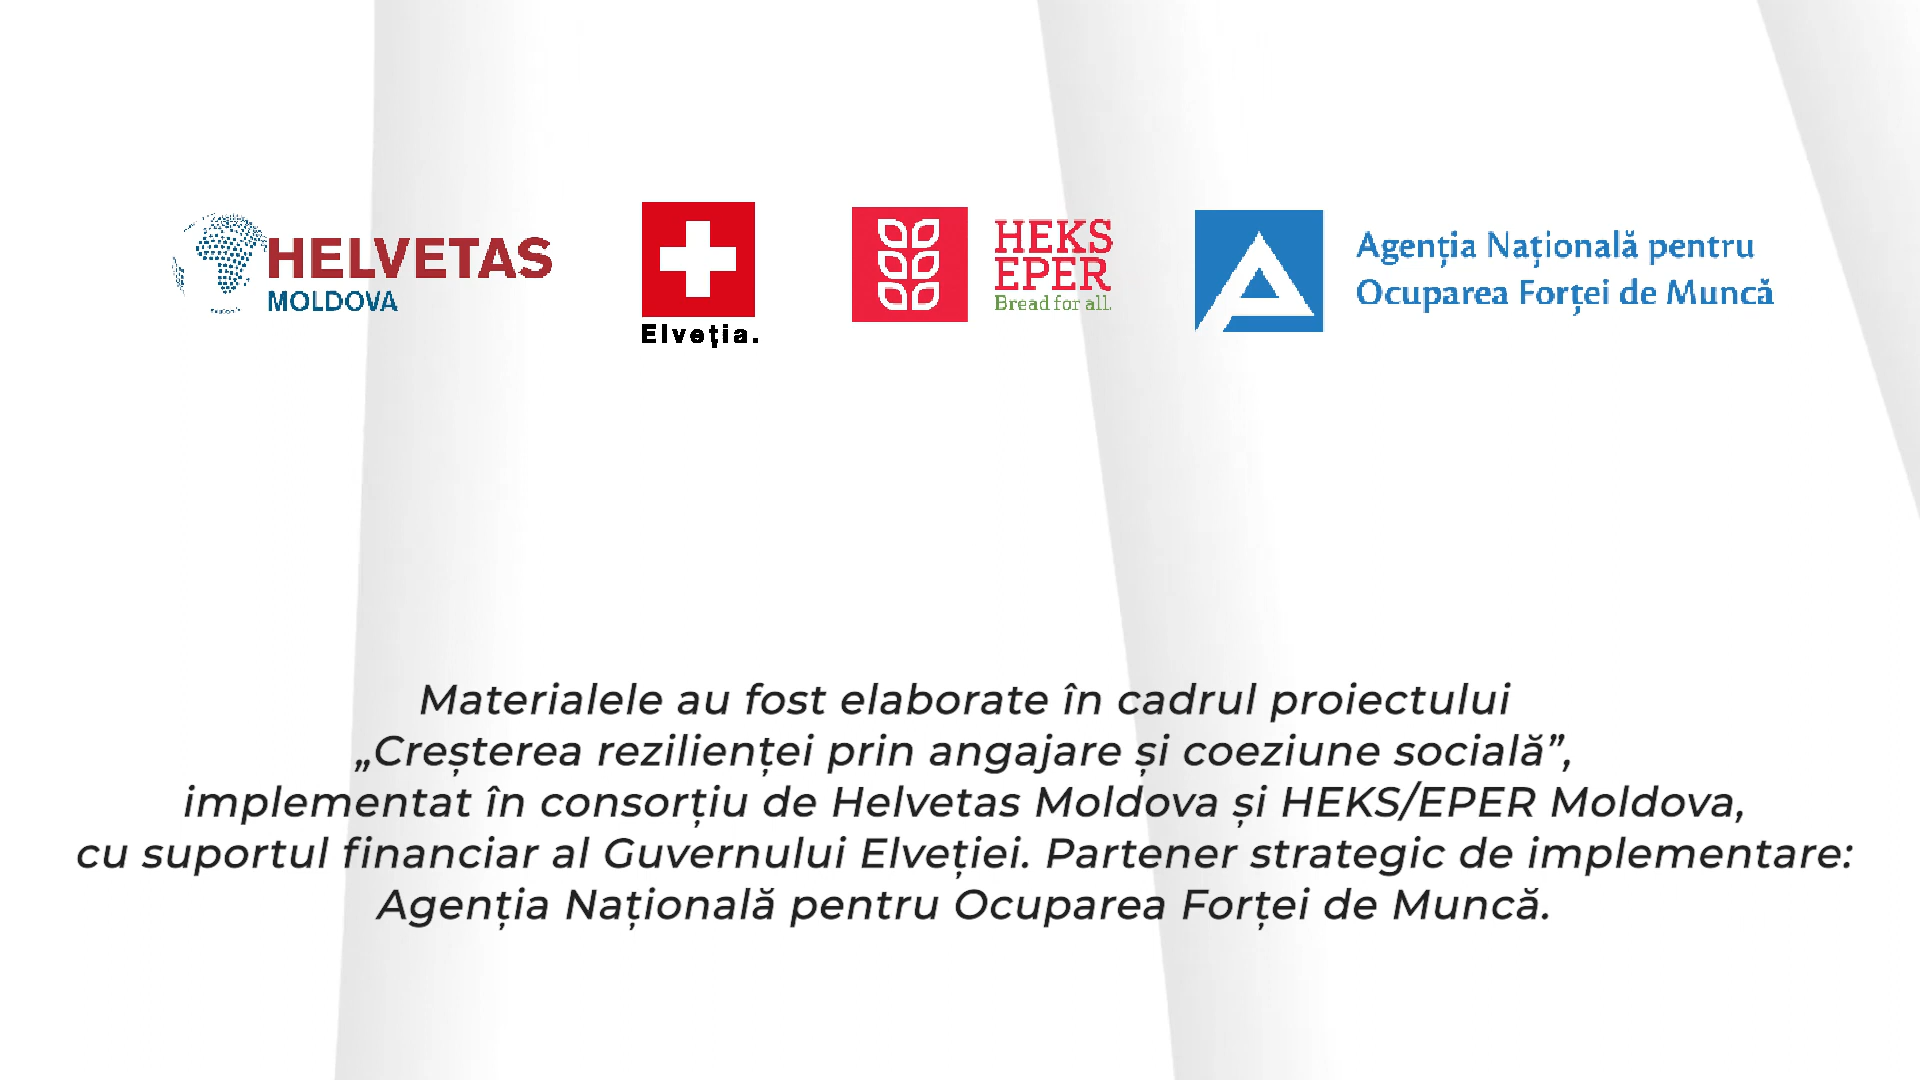 HELVETAS
MOLDOVA
Elveția.
HEKS
EPER
Bread for all.
Agenția Națională pentru
Ocuparea Forței de Muncă
Materialele au fost elaborate în cadrul proiectului
„Creșterea rezilienței prin angajare și coeziune socială”,
implementat în consorțiu de Helvetas Moldova și HEKS/EPER Moldova,
cu suportul financiar al Guvernului Elveției. Partener strategic de implementare:
Agenția Națională pentru Ocuparea Forței de Muncă.